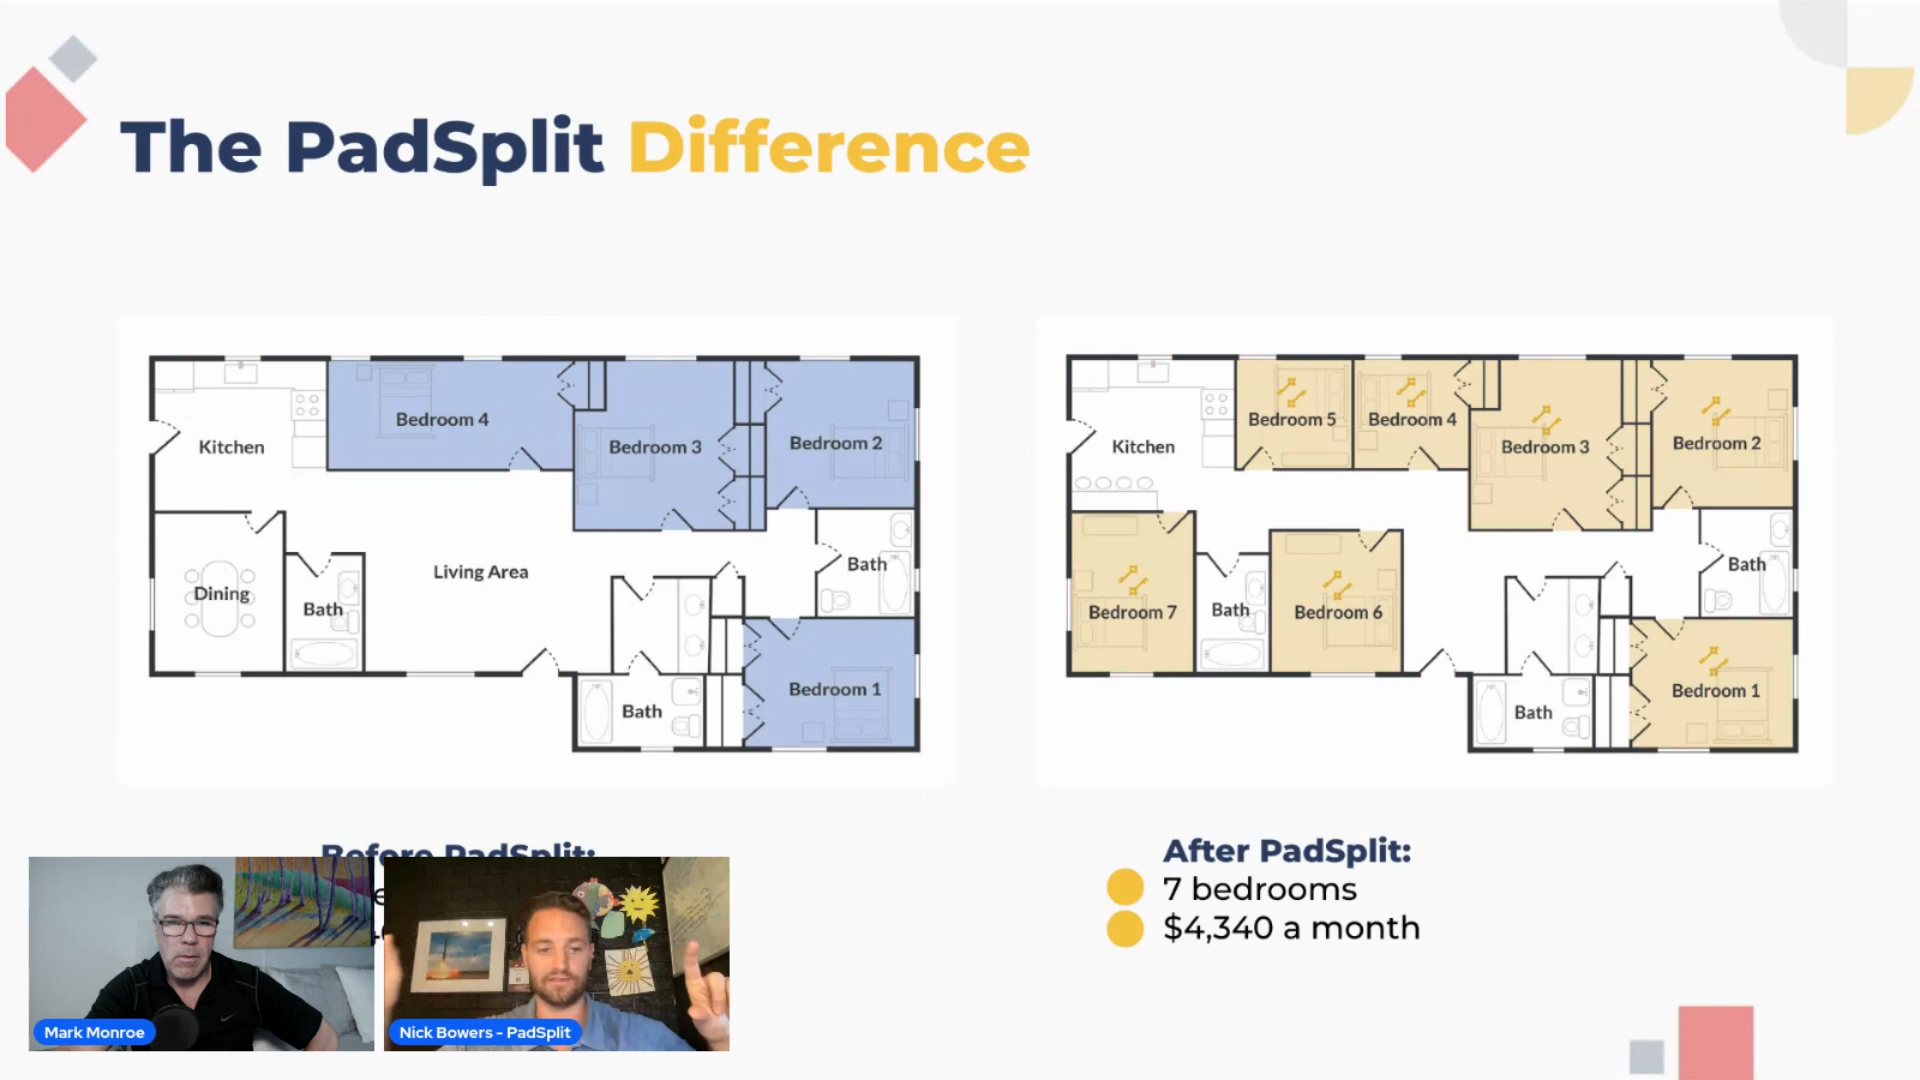 The PadSplit Difference
Bedroom 4
Kitchen
Bedroom 3
Bedroom 2
Dining
Bath
Living Area
Bath
Bath
Bedroom 1
Bedroom 5
Bedroom 4
Kitchen
Bedroom 3
Bedroom 2
Bedroom 7
Bath
Bedroom 6
Bath
Bath
Bedroom 1
Before PadSplit:
After PadSplit:
7 bedrooms
$4,340 a month
Mark Monroe
Nick Bowers - PadSplit